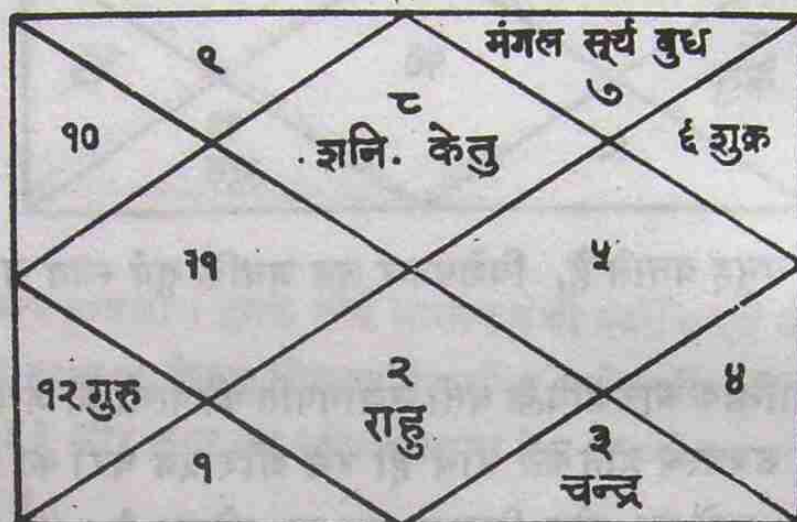 मंगल सूर्य बुध
७
९
८
शनि. केतु
१०
६ शुक्र
११
५
१२ गुरु
२
राहु
४
१
३
चन्द्र